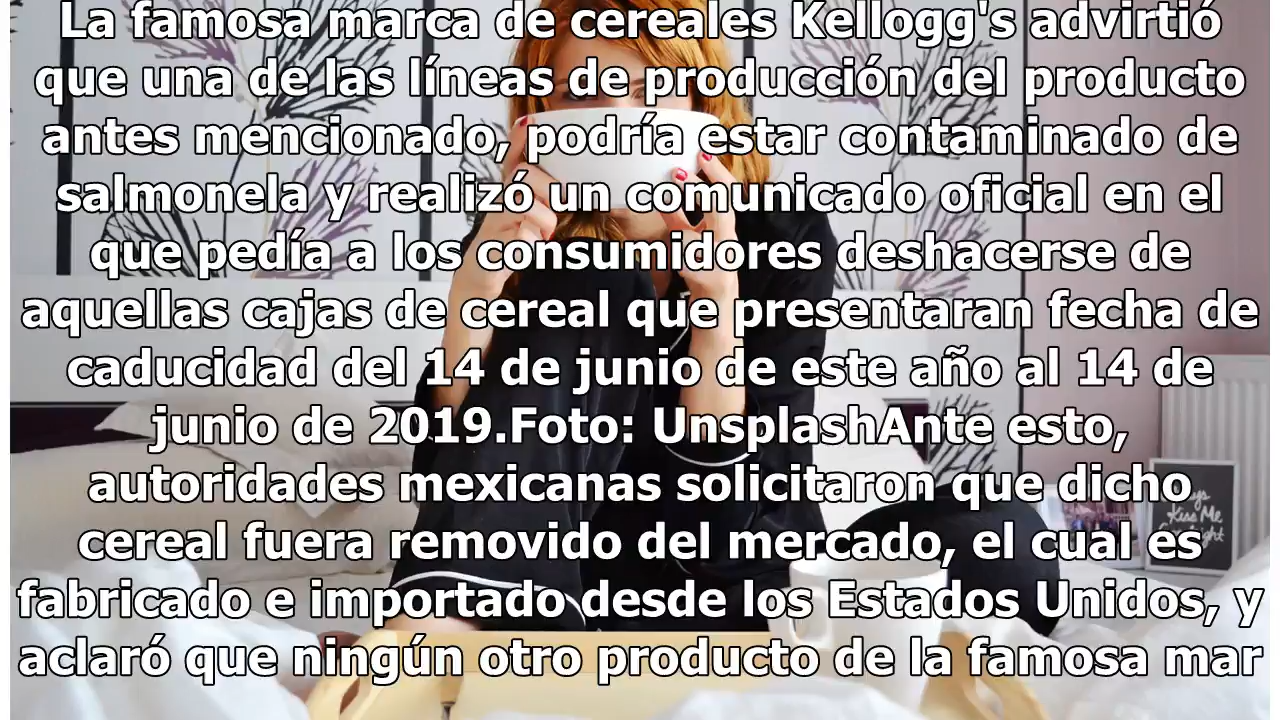 La famosa marca de cereales Kellogg's advirtió
que una de las líneas de producción del producto
antes mencionado, podría estar contaminado de
salmonela y realizó un comunicado oficial en el
que pedía a los consumidores deshacerse de
aquellas cajas de cereal que presentaran fecha de
caducidad del 14 de junio de este año al 14 de
junio de 2019.Foto: UnsplashAnte esto,
autoridades mexicanas solicitaron que dicho
cereal fuera removido del mercado, el cual es
fabricado e importado desde los Estados Unidos, y
aclaró que ningún otro producto de la famosa mar
Kiss Me